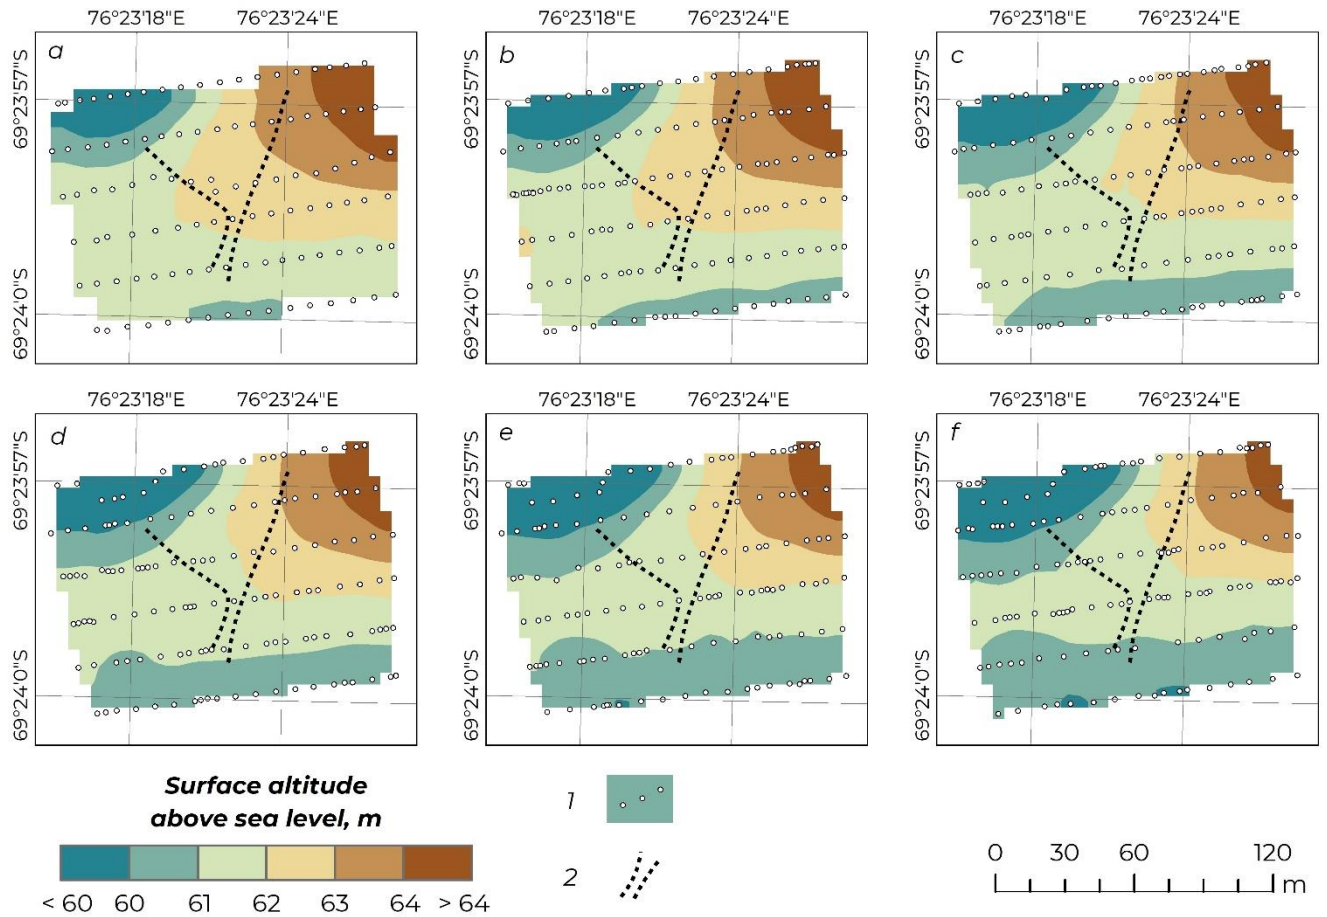 76°23'18"E 76°23'24"E 76°23'18"E 76°23'24"E 76°23'18"E 76°23'24"E
a b c
69°23'57"S 69°23'57"S 69°23'57"S
69°24'0"S 69°24'0"S 69°24'0"S
76°23'18"E 76°23'24"E 76°23'18"E 76°23'24"E 76°23'18"E 76°23'24"E
d e f
69°23'57"S 69°23'57"S 69°23'57"S
69°24'0"S 69°24'0"S 69°24'0"S
Surface altitude
above sea level, m
< 60 60 61 62 63 64 > 64
1
2
0 30 60 120
m